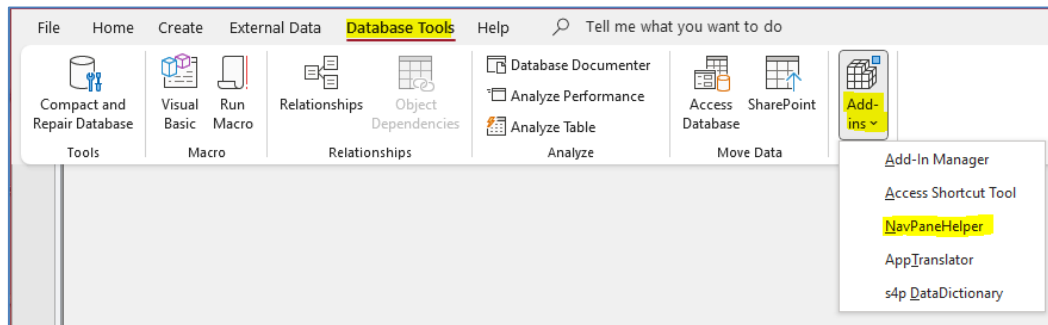 File Home Create External Data Database Tools Help Tell me what you want to do
Compact and
Repair Database
Tools
Visual
Basic
Run
Macro
Macro
Relationships
Object
Dependencies
Relationships
Database Documenter
Analyze Performance
Analyze Table
Analyze
Access
Database
SharePoint
Move Data
Add-
ins
Add-In Manager
Access Shortcut Tool
NavPaneHelper
AppTranslator
s4p DataDictionary